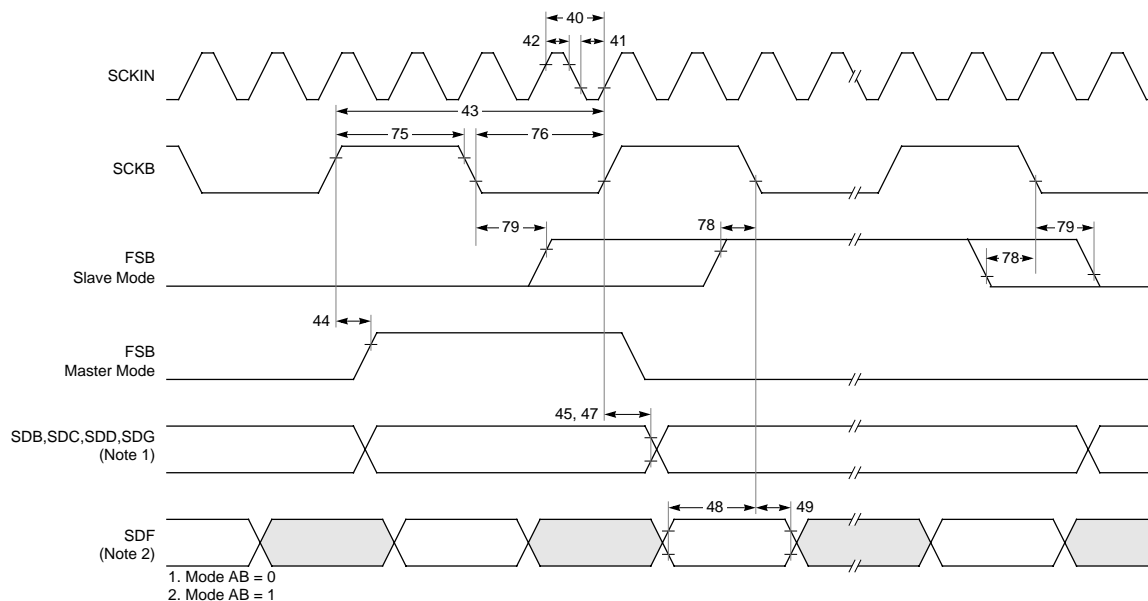 40
42
41
SCKIN
43
75
76
SCKB
79
78
79
FSB
Slave Mode
78
44
FSB
Master Mode
45, 47
SDB,SDC,SDD,SDG
(Note 1)
48
49
SDF
(Note 2)
1. Mode AB = 0
2. Mode AB = 1